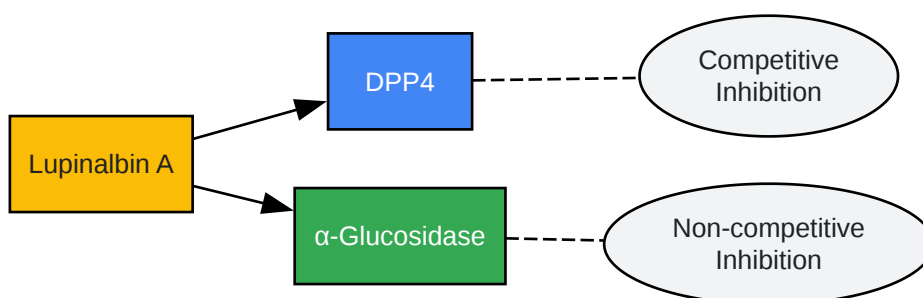 Lupinalbin A
DPP4
Competitive
Inhibition
α-Glucosidase
Non-competitive
Inhibition